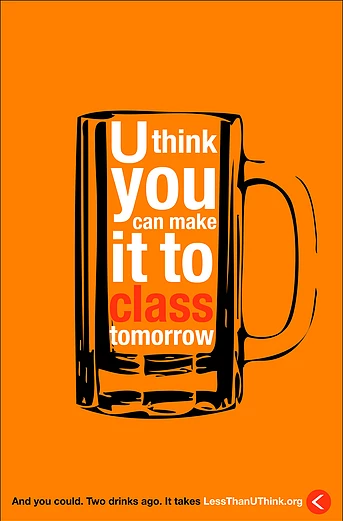 U think
you
can make
it to
class
tomorrow
And you could. Two drinks ago. It takes LessThanUThink.org